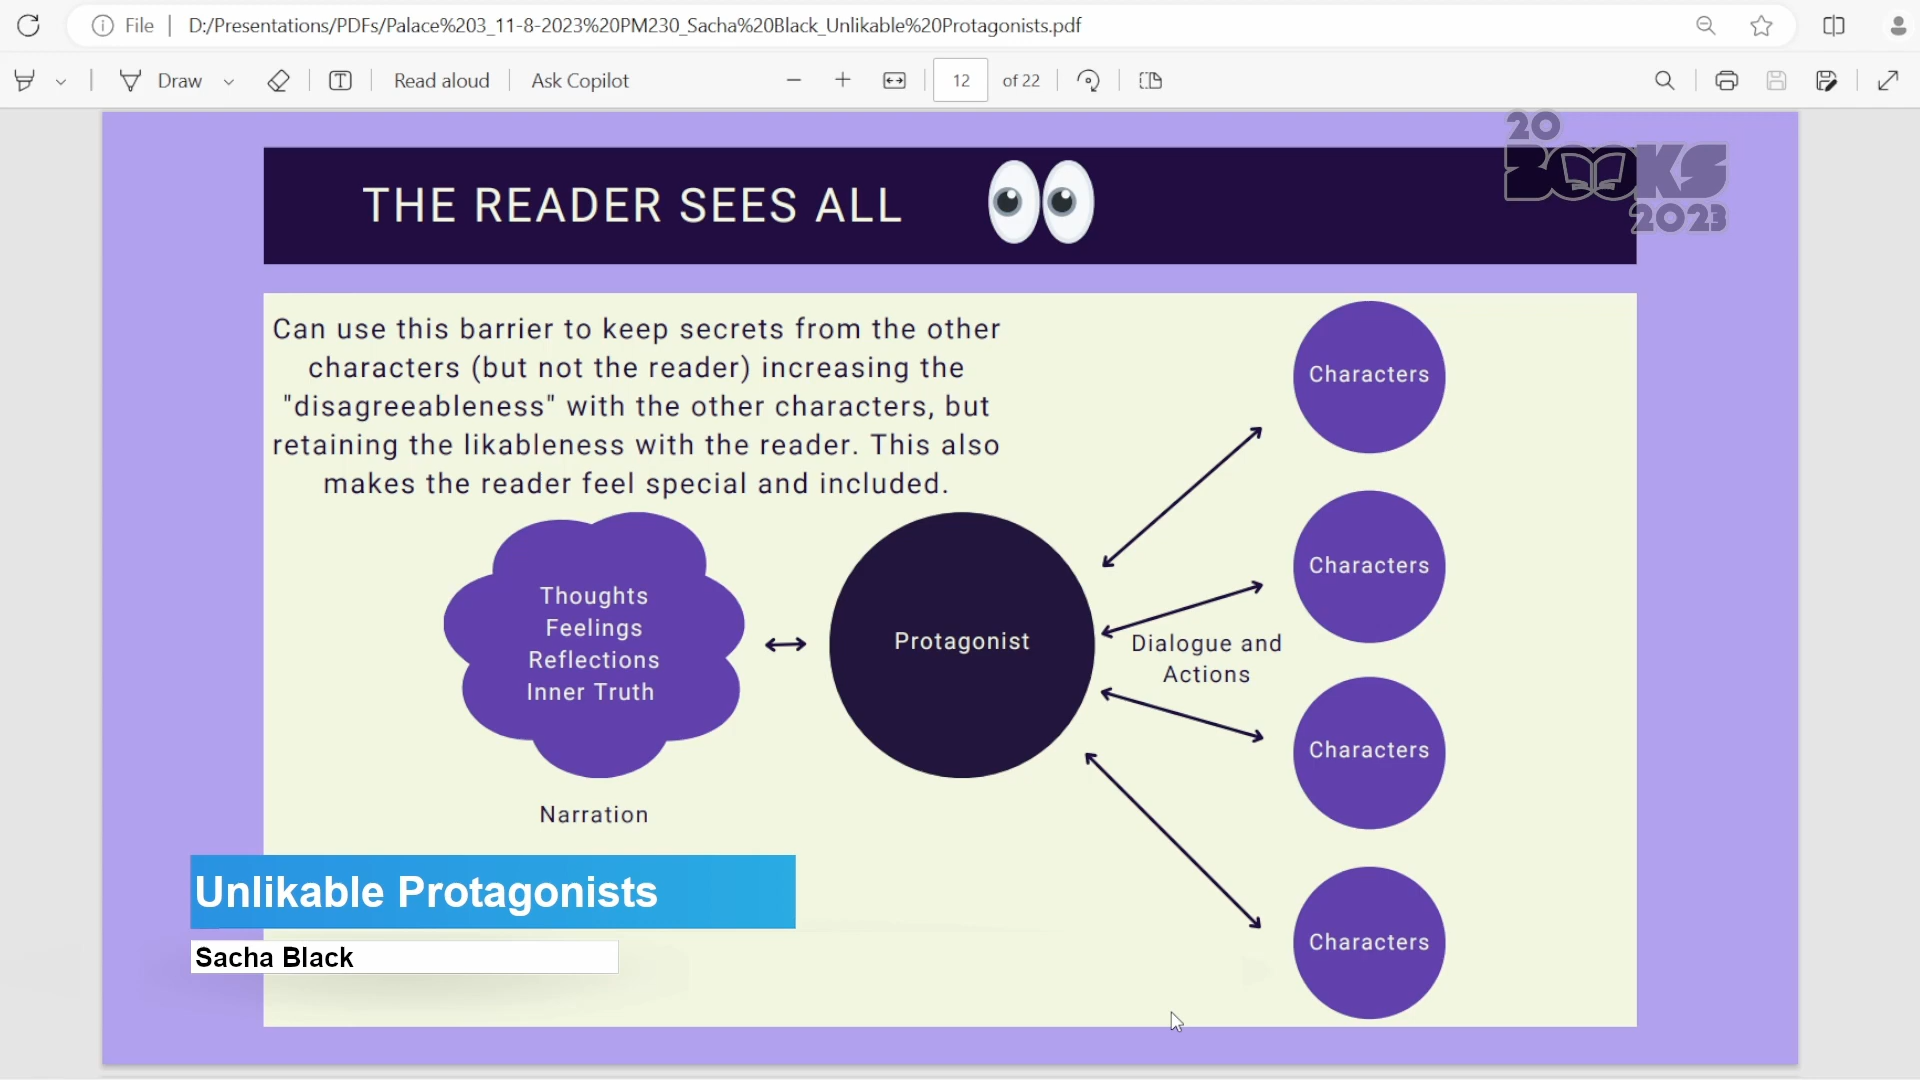 File
D:/Presentations/PDFs/Palace%203_11-8-2023%20PM230_Sacha%20Black_Unlikable%20Protagonists.pdf
Draw
Read aloud
Ask Copilot
12
of 22
20
BOOKS
2023
THE READER SEES ALL
Can use this barrier to keep secrets from the other
characters (but not the reader) increasing the
"disagreeableness" with the other characters, but
retaining the likableness with the reader. This also
makes the reader feel special and included.
Thoughts
Feelings
Reflections
Inner Truth
Narration
Protagonist
Dialogue and
Actions
Characters
Characters
Characters
Characters
Unlikable Protagonists
Sacha Black